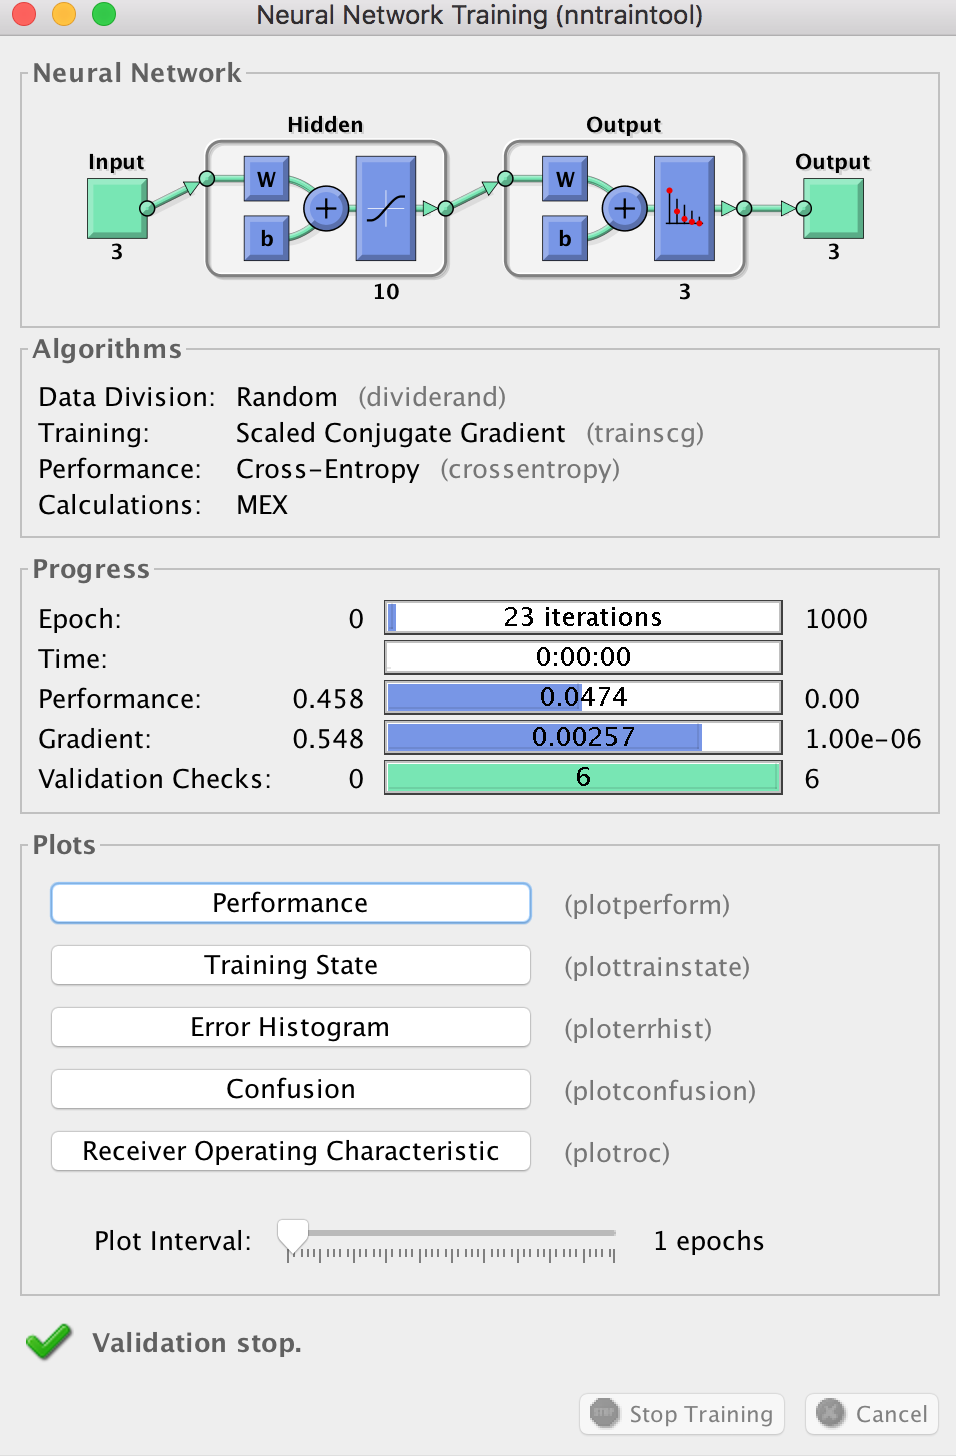 Neural Network Training (nntraintool)
Neural Network
Hidden
Output
Input
Output
W
W
b
b
3
3
10
3
Algorithms
Data Division: Random (dividerand)
Training: Scaled Conjugate Gradient (trainscg)
Performance: Cross-Entropy (crossentropy)
Calculations: MEX
Progress
Epoch: 0 23 iterations 1000
Time: 0:00:00
Performance: 0.458 0.0474 0.00
Gradient: 0.548 0.00257 1.00e-06
Validation Checks: 0 6 6
Plots
Performance (plotperform)
Training State (plottrainstate)
Error Histogram (ploterrhist)
Confusion (plotconfusion)
Receiver Operating Characteristic (plotroc)
Plot Interval: 1 epochs
Validation stop.
Stop Training Cancel